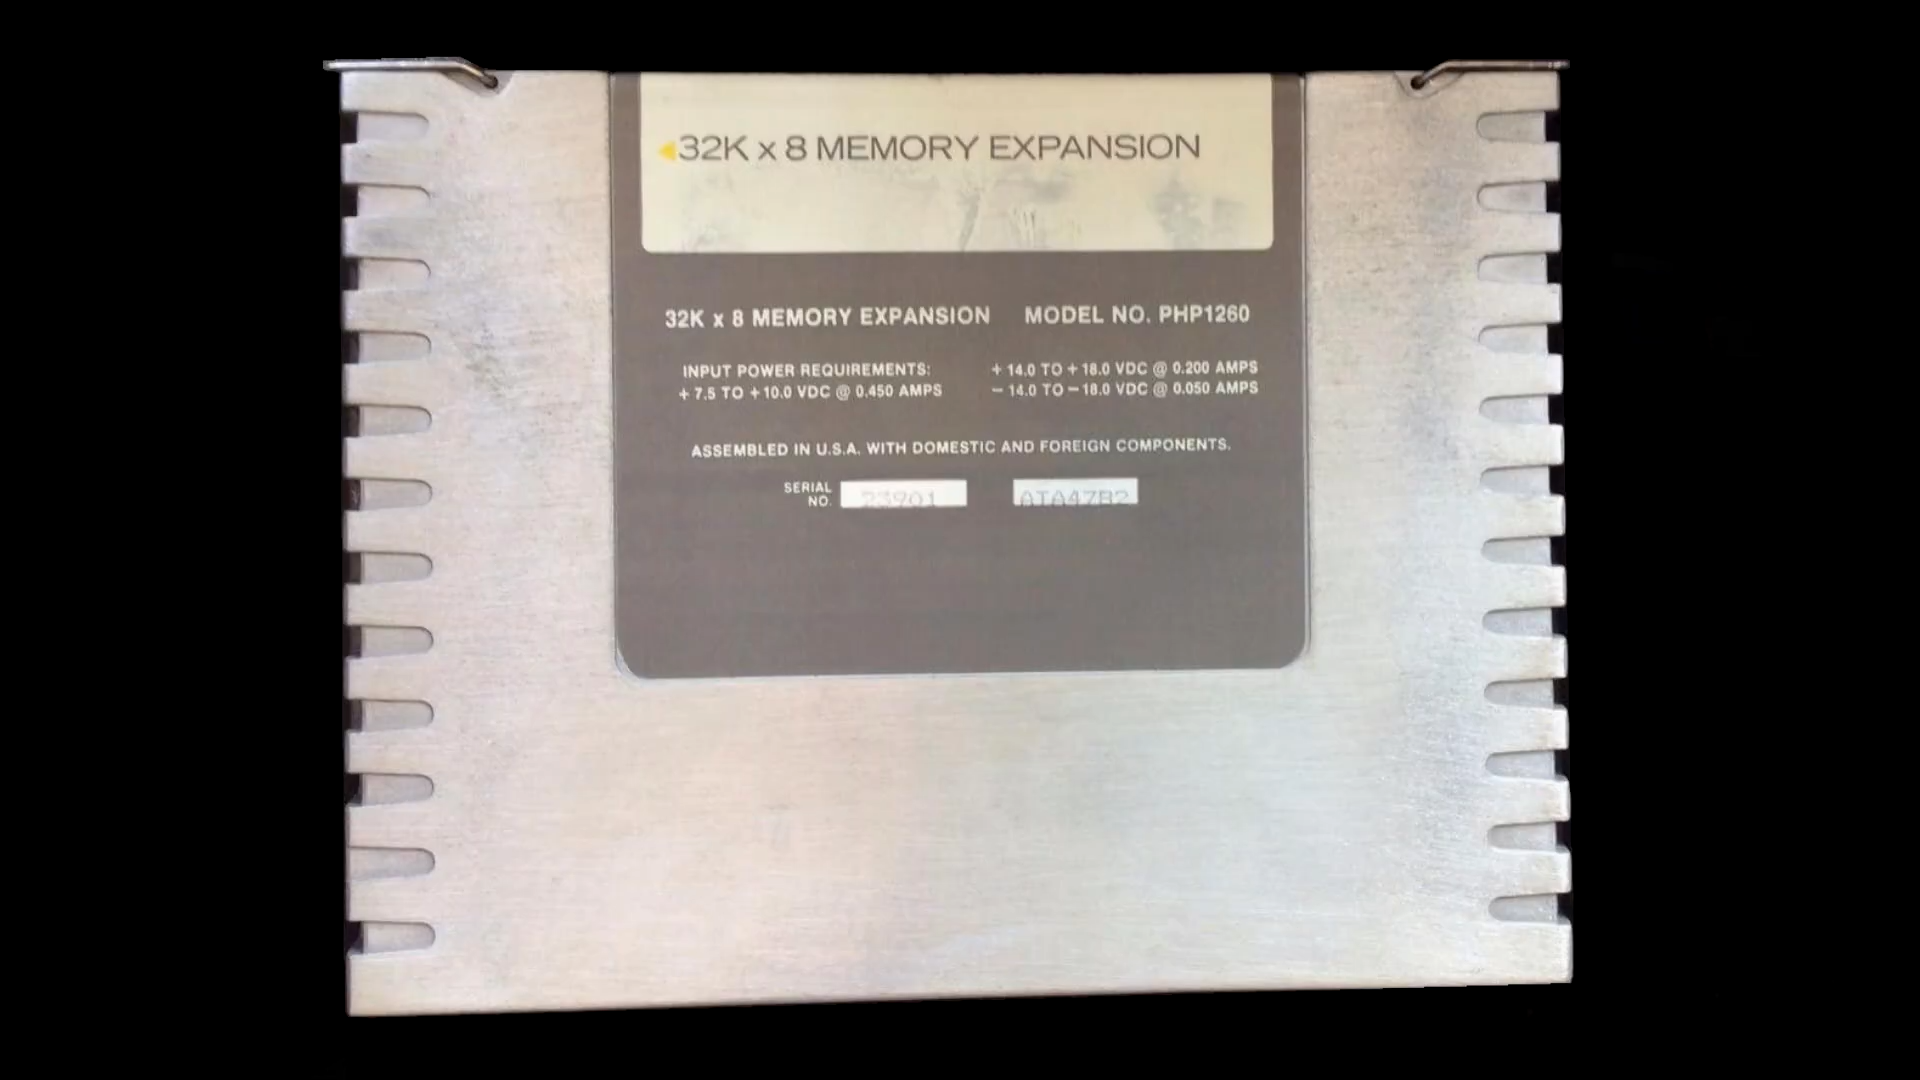 32K x 8 MEMORY EXPANSION
32K x 8 MEMORY EXPANSION MODEL NO. PHP1260
INPUT POWER REQUIREMENTS: + 14.0 TO + 18.0 VDC @ 0.200 AMPS
+ 7.5 TO + 10.0 VDC @ 0.450 AMPS − 14.0 TO − 18.0 VDC @ 0.050 AMPS
ASSEMBLED IN U.S.A. WITH DOMESTIC AND FOREIGN COMPONENTS.
SERIAL
NO.